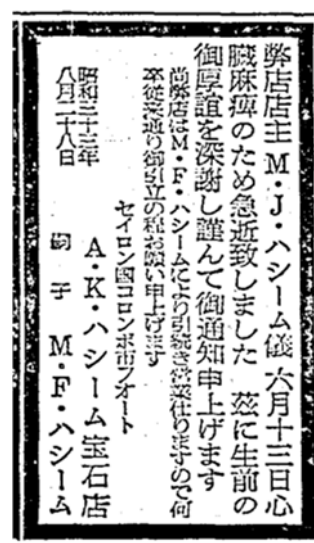 弊店店主M・J・ハシーム儀 六月十三日心
臓麻痺のため急逝致しました 茲に生前の
御厚誼を深謝し謹んで御通知申上げます
尚弊店はM・F・ハシームにより引続き営業仕りますので何
卒従来通り御引立の程お願い申上げます
昭和三十三年
八月二十八日
セイロン國コロンボ市フォート
A・K・ハシーム宝石店
嗣子 M・F・ハシーム